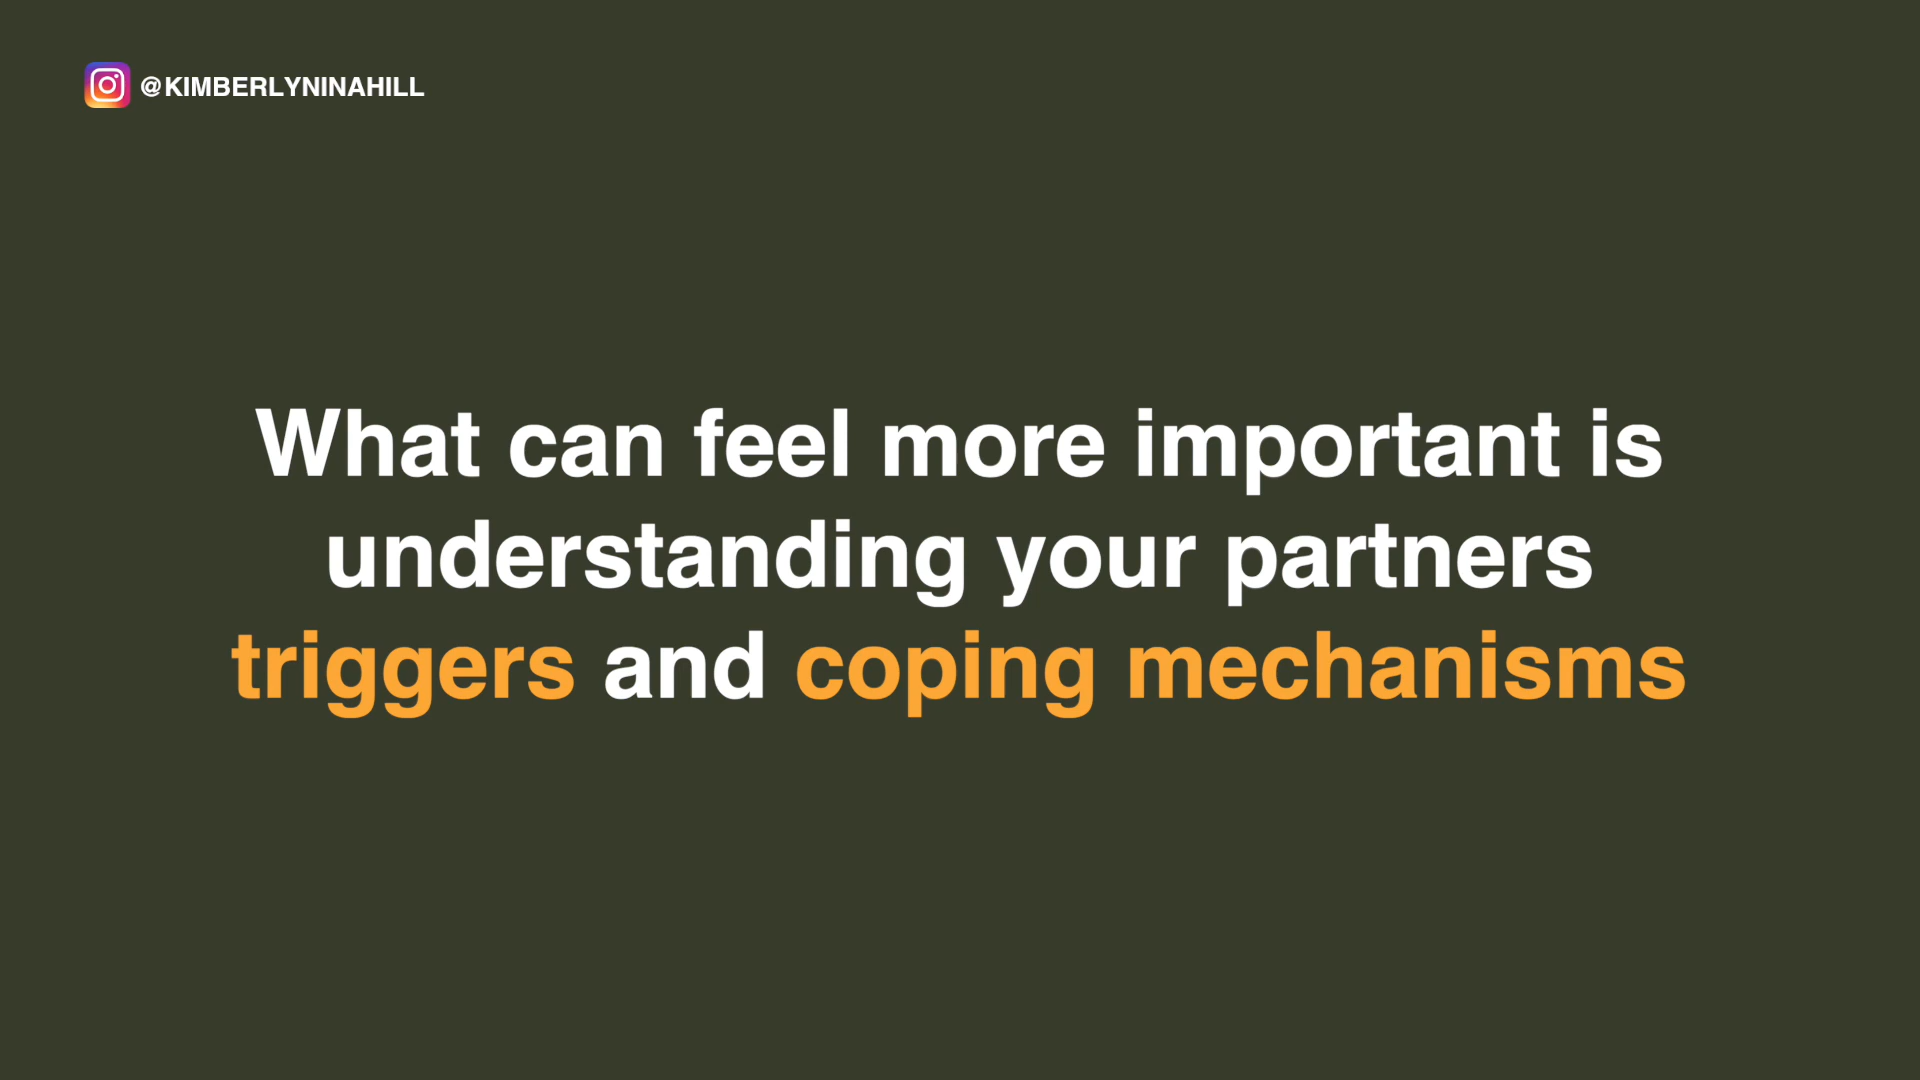 @KIMBERLYNINAHILL
What can feel more important is
understanding your partners
triggers and coping mechanisms